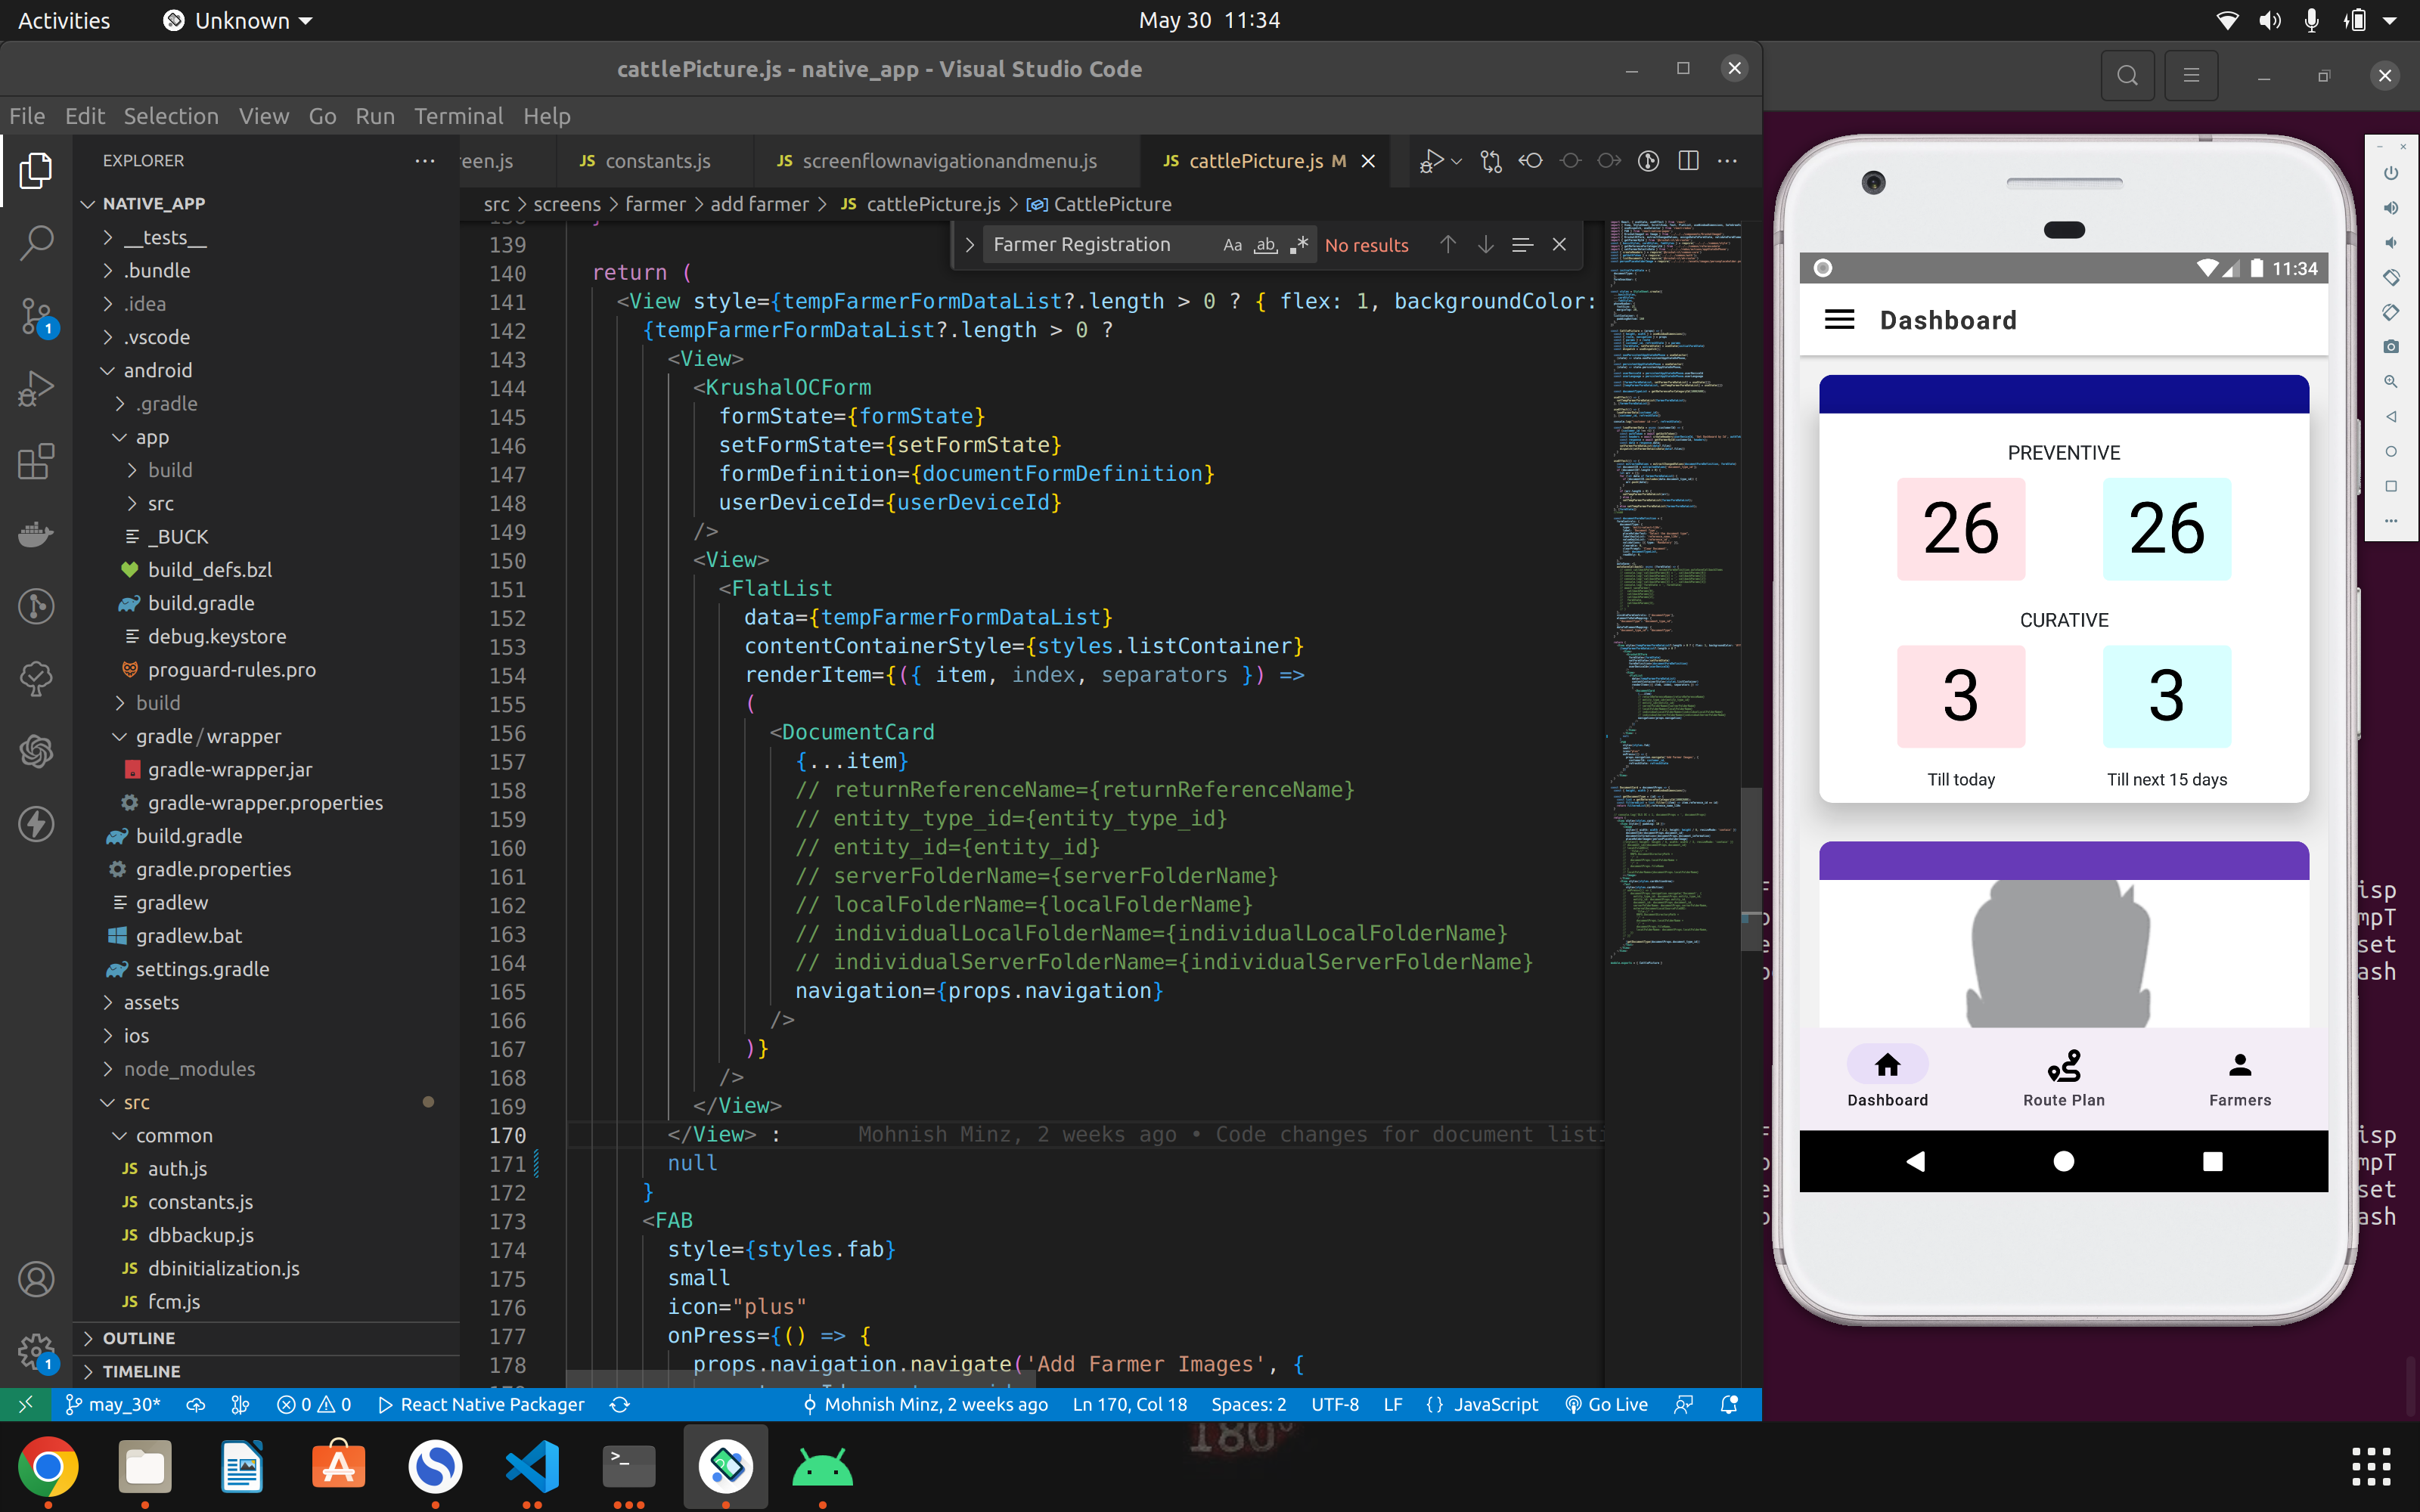 Activities
Unknown
May 30 11:34
cattlePicture.js - native_app - Visual Studio Code
File Edit Selection View Go Run Terminal Help
EXPLORER
NATIVE_APP
__tests__
.bundle
.idea
.vscode
android
.gradle
app
build
src
_BUCK
build_defs.bzl
build.gradle
debug.keystore
proguard-rules.pro
build
gradle/wrapper
gradle-wrapper.jar
gradle-wrapper.properties
build.gradle
gradle.properties
gradlew
gradlew.bat
settings.gradle
assets
ios
node_modules
src
common
JS auth.js
JS constants.js
JS dbbackup.js
JS dbinitialization.js
JS fcm.js
OUTLINE
TIMELINE
1
1
een.js
JS constants.js
JS screenflownavigationandmenu.js
JS cattlePicture.js M
src > screens > farmer > add farmer > JS cattlePicture.js > CattlePicture
Farmer Registration Aa ab No results
139
140 return (
141 <View style={tempFarmerFormDataList?.length > 0 ? { flex: 1, backgroundColor:
142 {tempFarmerFormDataList?.length > 0 ?
143 <View>
144 <KrushalOCForm
145 formState={formState}
146 setFormState={setFormState}
147 formDefinition={documentFormDefinition}
148 userDeviceId={userDeviceId}
149 />
150 <View>
151 <FlatList
152 data={tempFarmerFormDataList}
153 contentContainerStyle={styles.listContainer}
154 renderItem={({ item, index, separators }) =>
155 (
156 <DocumentCard
157 {...item}
158 // returnReferenceName={returnReferenceName}
159 // entity_type_id={entity_type_id}
160 // entity_id={entity_id}
161 // serverFolderName={serverFolderName}
162 // localFolderName={localFolderName}
163 // individualLocalFolderName={individualLocalFolderName}
164 // individualServerFolderName={individualServerFolderName}
165 navigation={props.navigation}
166 />
167 )}
168 />
169 </View>
170 </View> : Mohnish Minz, 2 weeks ago • Code changes for document listi
171 null
172 }
173 <FAB
174 style={styles.fab}
175 small
176 icon="plus"
177 onPress={() => {
178 props.navigation.navigate('Add Farmer Images', {
may_30*
0 0
React Native Packager
Mohnish Minz, 2 weeks ago
Ln 170, Col 18
Spaces: 2
UTF-8
LF
{ } JavaScript
Go Live
11:34
Dashboard
PREVENTIVE
26 26
CURATIVE
3 3
Till today Till next 15 days
Dashboard Route Plan Farmers
isp
mpT
set
ash
isp
mpT
set
ash
180°